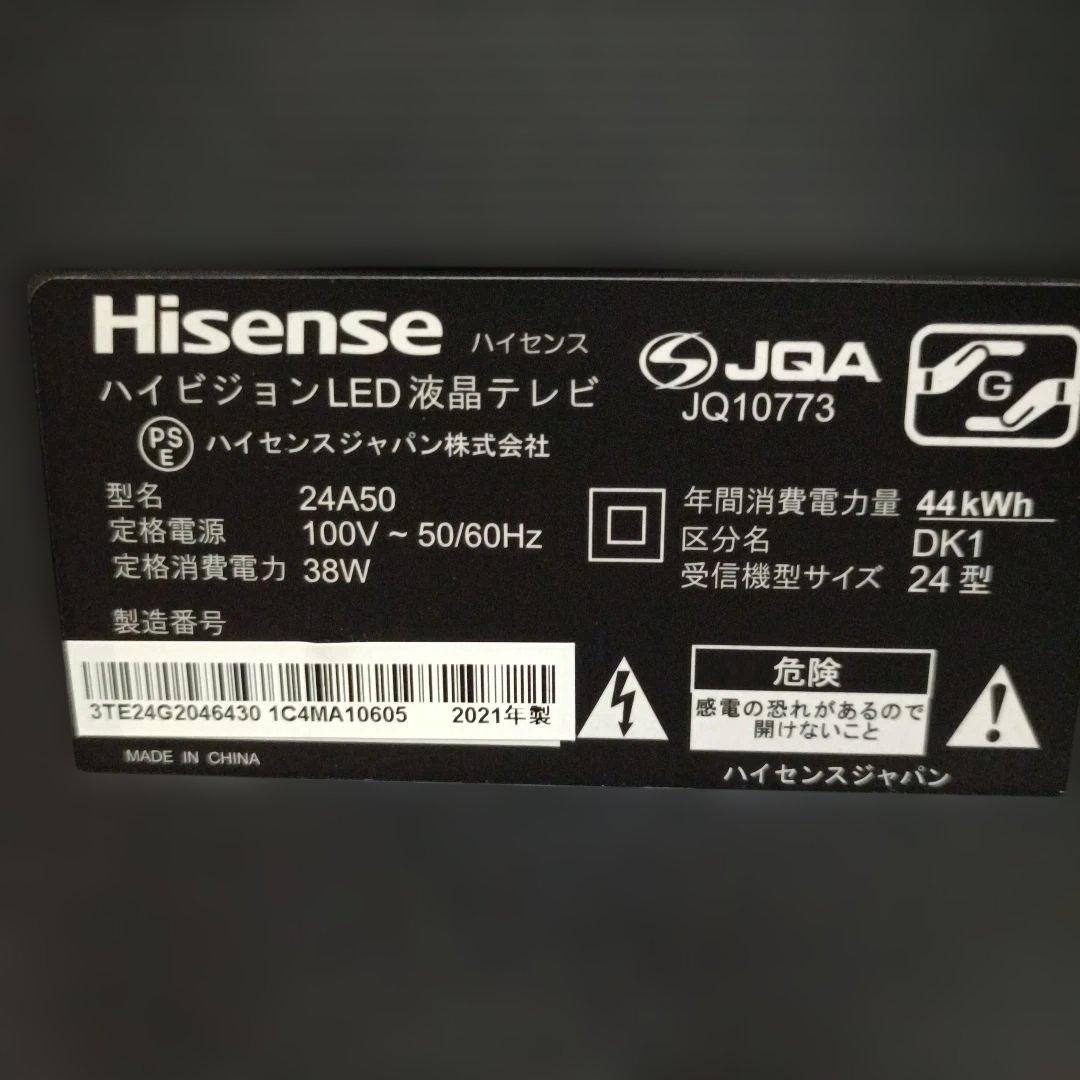 Hisense ハイセンス
ハイビジョンLED 液晶テレビ
PSE ハイセンスジャパン株式会社
JQA
JQ10773
G
型名 24A50
定格電源 100V ~ 50/60Hz
定格消費電力 38W
年間消費電力量 44kWh
区分名 DK1
受信機型サイズ 24 型
製造番号
3TE24G2046430 1C4MA10605 2021年製
MADE IN CHINA
危険
感電の恐れがあるので
開けないこと
ハイセンスジャパン